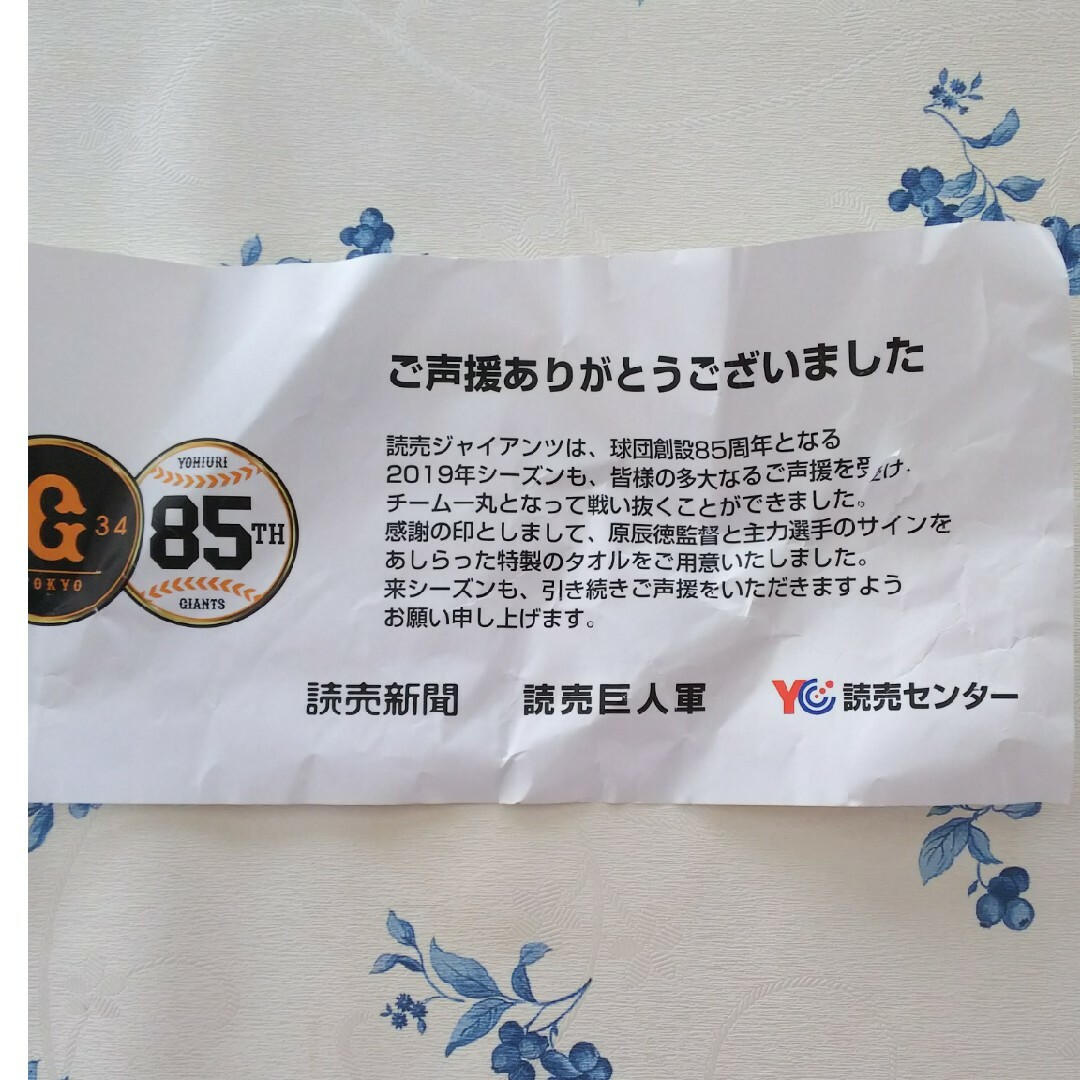 ご声援ありがとうございました
読売ジャイアンツは、球団創設85周年となる
2019年シーズンも、皆様の多大なるご声援を受け、
チーム一丸となって戦い抜くことができました。
感謝の印としまして、原辰徳監督と主力選手のサインを
あしらった特製のタオルをご用意いたしました。
来シーズンも、引き続きご声援をいただきますよう
お願い申し上げます。
G 34
TOKYO
YOMIURI
85TH
GIANTS
読売新聞 読売巨人軍 YC 読売センター